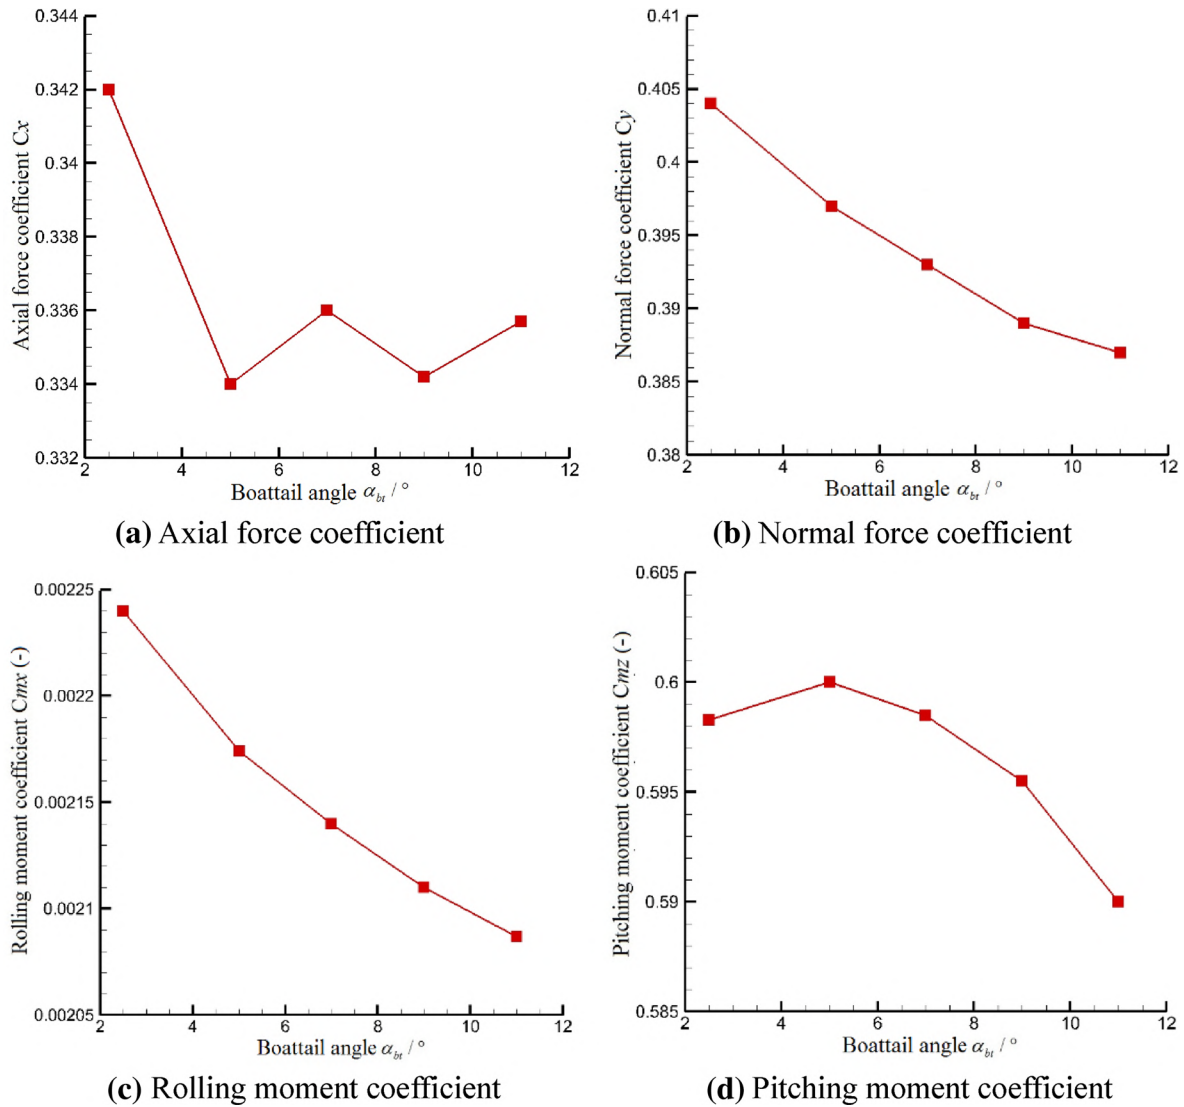 0.344
0.342
0.34
0.338
0.336
0.334
0.332
2 4 6 8 10 12
Axial force coefficient Cx
Boattail angle α_bt / °
(a) Axial force coefficient
0.41
0.405
0.4
0.395
0.39
0.385
0.38
2 4 6 8 10 12
Normal force coefficient Cy
Boattail angle α_bt / °
(b) Normal force coefficient
0.00225
0.0022
0.00215
0.0021
0.00205
2 4 6 8 10 12
Rolling moment coefficient Cmx (-)
Boattail angle α_bt / °
(c) Rolling moment coefficient
0.605
0.6
0.595
0.59
0.585
2 4 6 8 10 12
Pitching moment coefficient Cmz (-)
Boattail angle α_bt / °
(d) Pitching moment coefficient